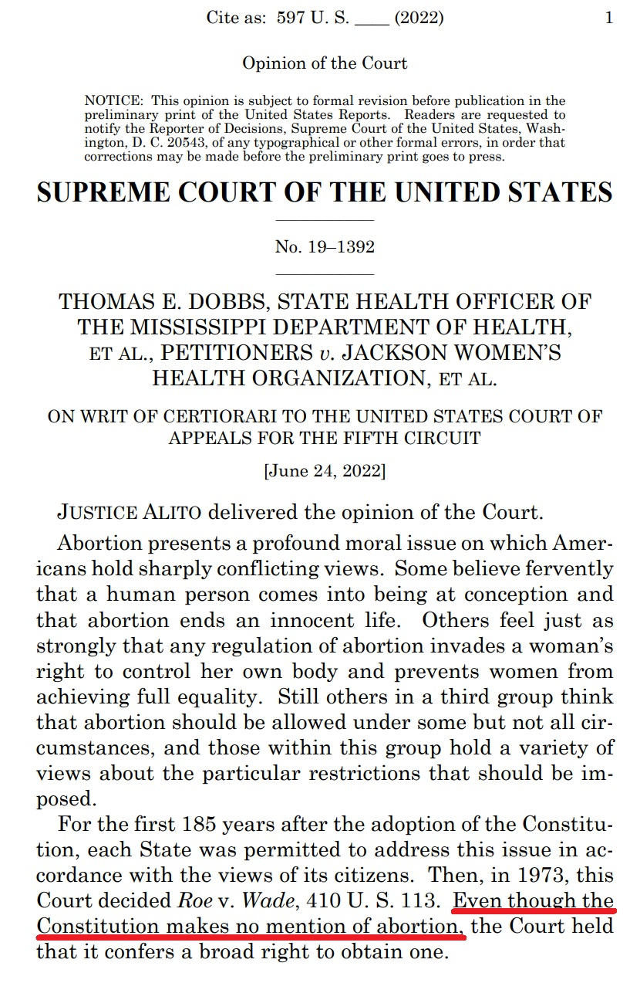 Cite as: 597 U. S. ____ (2022) 1
Opinion of the Court
NOTICE: This opinion is subject to formal revision before publication in the
preliminary print of the United States Reports. Readers are requested to
notify the Reporter of Decisions, Supreme Court of the United States, Wash-
ington, D. C. 20543, of any typographical or other formal errors, in order that
corrections may be made before the preliminary print goes to press.
SUPREME COURT OF THE UNITED STATES
No. 19–1392
THOMAS E. DOBBS, STATE HEALTH OFFICER OF
THE MISSISSIPPI DEPARTMENT OF HEALTH,
ET AL., PETITIONERS v. JACKSON WOMEN’S
HEALTH ORGANIZATION, ET AL.
ON WRIT OF CERTIORARI TO THE UNITED STATES COURT OF
APPEALS FOR THE FIFTH CIRCUIT
[June 24, 2022]
JUSTICE ALITO delivered the opinion of the Court.
Abortion presents a profound moral issue on which Amer-
icans hold sharply conflicting views. Some believe fervently
that a human person comes into being at conception and
that abortion ends an innocent life. Others feel just as
strongly that any regulation of abortion invades a woman’s
right to control her own body and prevents women from
achieving full equality. Still others in a third group think
that abortion should be allowed under some but not all cir-
cumstances, and those within this group hold a variety of
views about the particular restrictions that should be im-
posed.
For the first 185 years after the adoption of the Constitu-
tion, each State was permitted to address this issue in ac-
cordance with the views of its citizens. Then, in 1973, this
Court decided Roe v. Wade, 410 U. S. 113. Even though the
Constitution makes no mention of abortion, the Court held
that it confers a broad right to obtain one.